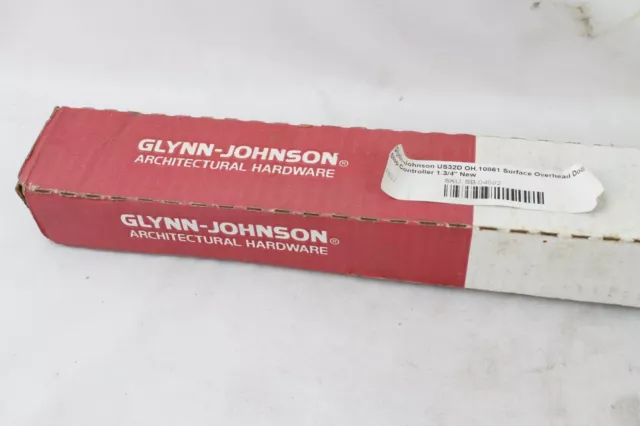 GLYNN-JOHNSON®
ARCHITECTURAL HARDWARE
GLYNN-JOHNSON®
ARCHITECTURAL HARDWARE
Johnson US32D OH.10861 Surface Overhead Door
Controller 1.3/4" New